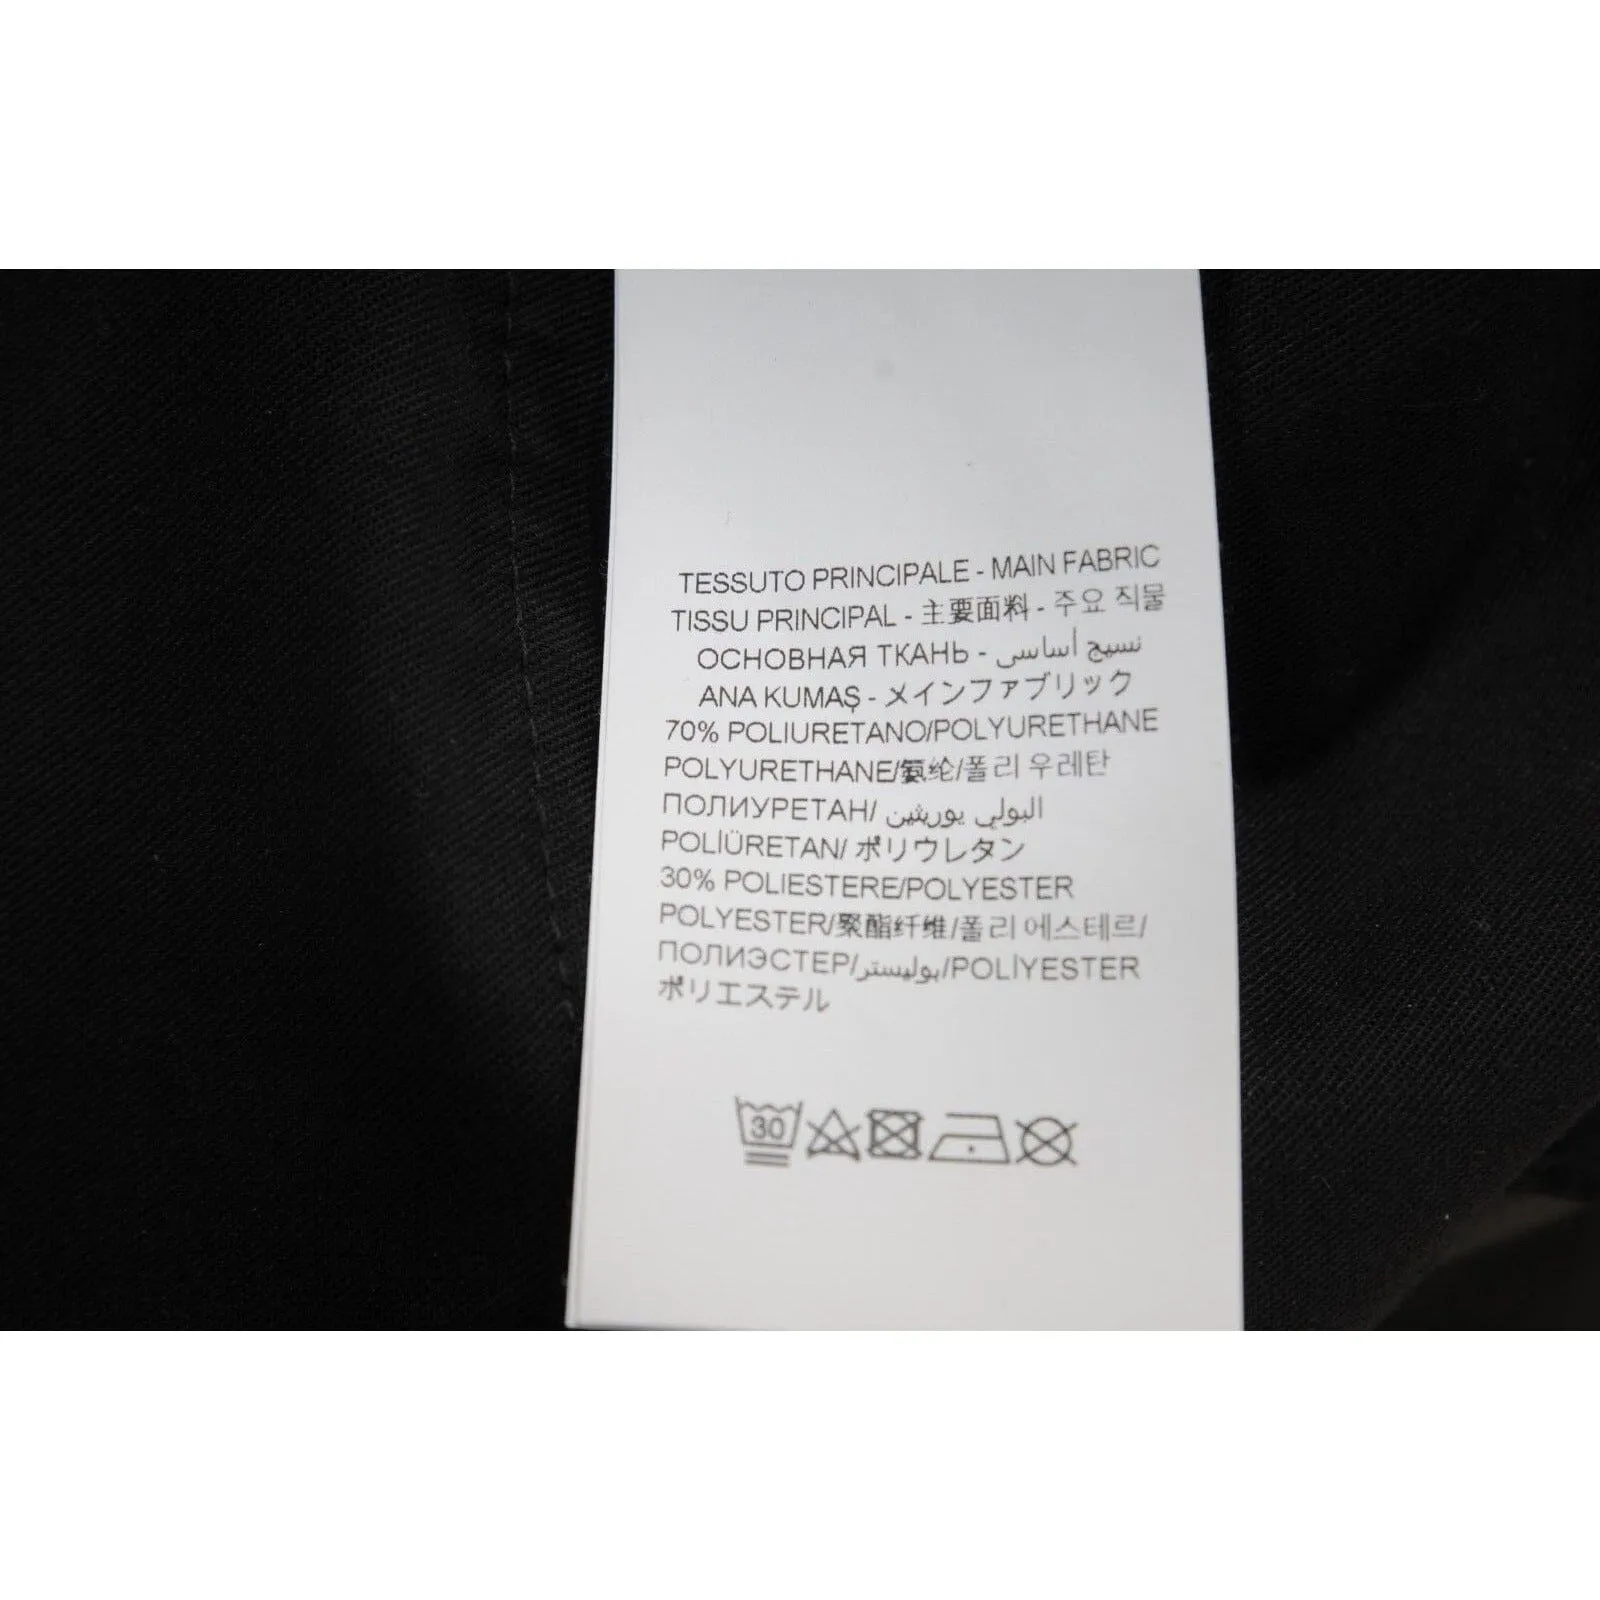 TESSUTO PRINCIPALE - MAIN FABRIC
TISSU PRINCIPAL - 主要面料 - 주요 직물
ОСНОВНАЯ ТКАНЬ - نسيج أساسي
ANA KUMAŞ - メインファブリック
70% POLIURETANO/POLYURETHANE
POLYURETHANE/氨纶/폴리 우레탄
ПОЛИУРЕТАН/ البولي يوريثين
POLİÜRETAN/ ポリウレタン
30% POLIESTERE/POLYESTER
POLYESTER/聚酯纤维/폴리 에스테르/
ПОЛИЭСТЕР/بوليستر/POLİYESTER
ポリエステル
30